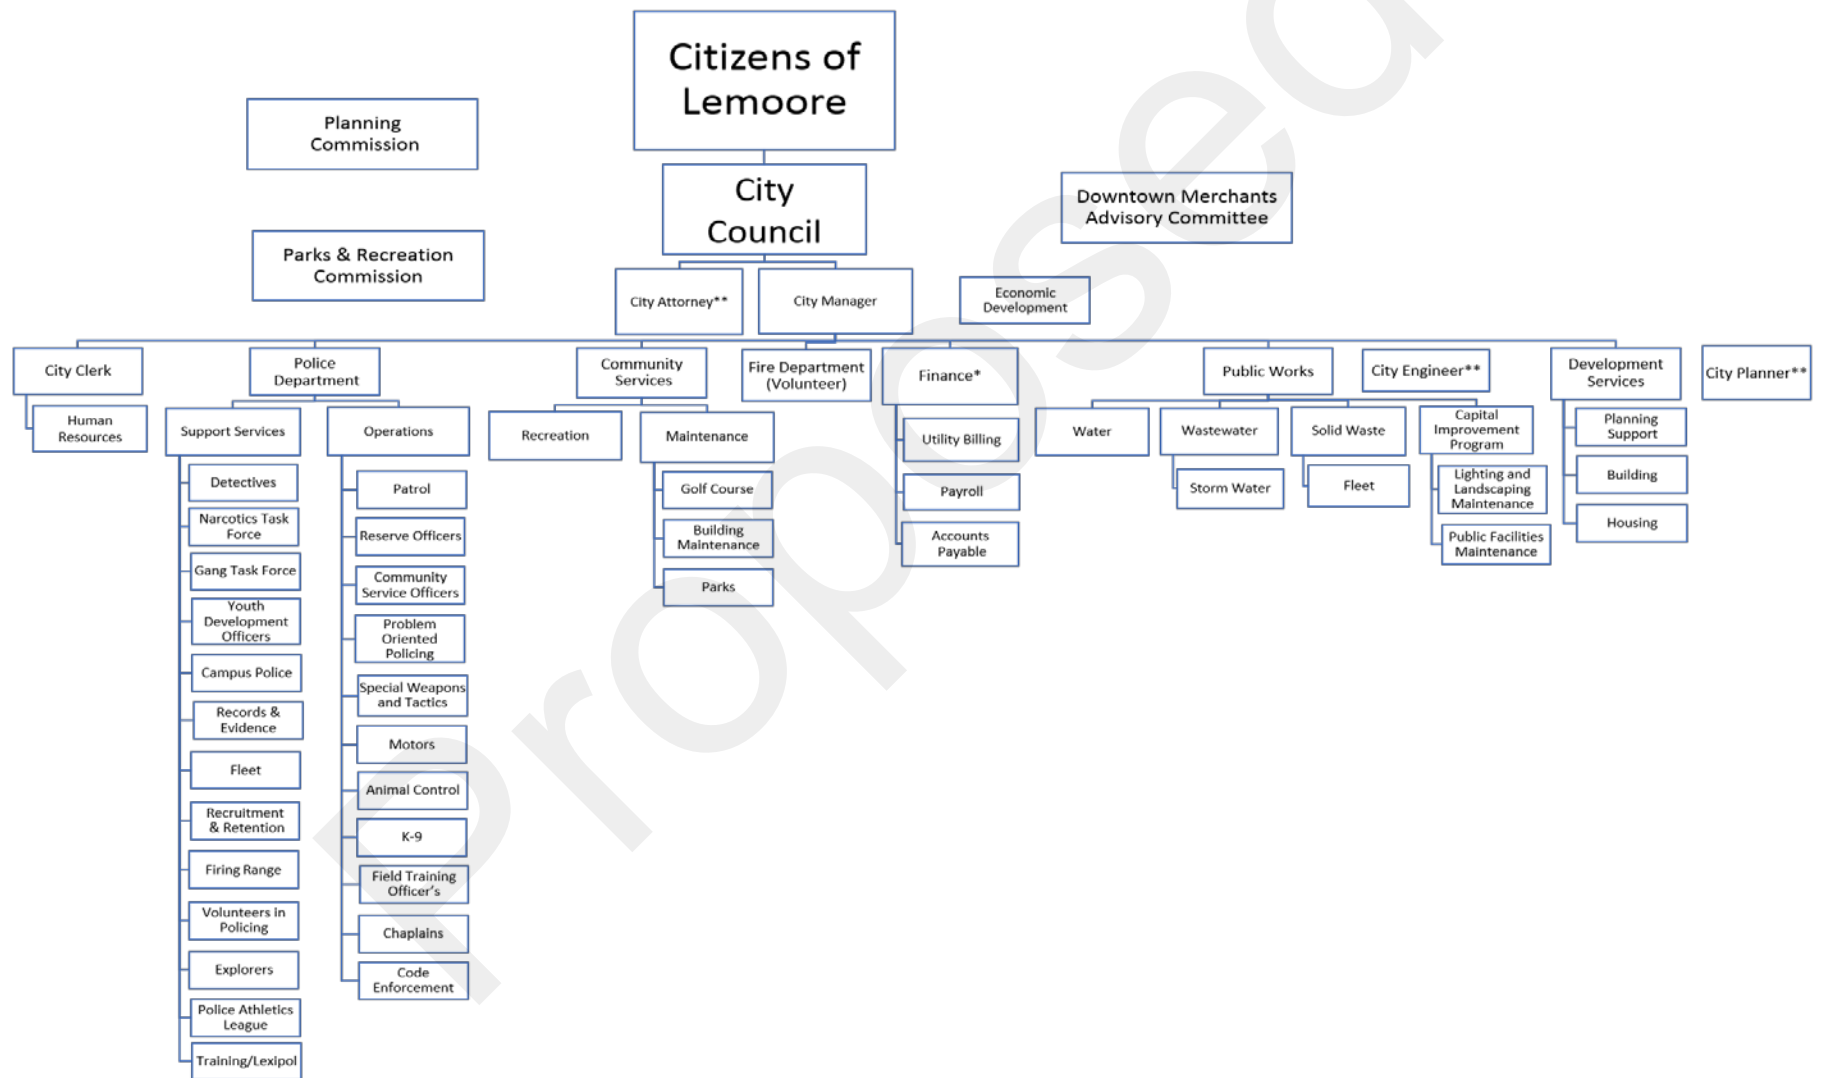 Citizens of
Lemoore
Planning
Commission
City
Council
Downtown Merchants
Advisory Committee
Parks & Recreation
Commission
City Attorney**
City Manager
Economic
Development
City Clerk
Human
Resources
Police
Department
Support Services
Detectives
Narcotics Task
Force
Gang Task Force
Youth
Development
Officers
Campus Police
Records &
Evidence
Fleet
Recruitment
& Retention
Firing Range
Volunteers in
Policing
Explorers
Police Athletics
League
Training/Lexipol
Operations
Patrol
Reserve Officers
Community
Service Officers
Problem
Oriented
Policing
Special Weapons
and Tactics
Motors
Animal Control
K-9
Field Training
Officer's
Chaplains
Code
Enforcement
Community
Services
Recreation
Maintenance
Golf Course
Building
Maintenance
Parks
Fire Department
(Volunteer)
Finance*
Utility Billing
Payroll
Accounts
Payable
Public Works
Water
Wastewater
Storm Water
Solid Waste
Fleet
Capital
Improvement
Program
Lighting and
Landscaping
Maintenance
Public Facilities
Maintenance
City Engineer**
Development
Services
Planning
Support
Building
Housing
City Planner**
Proposed